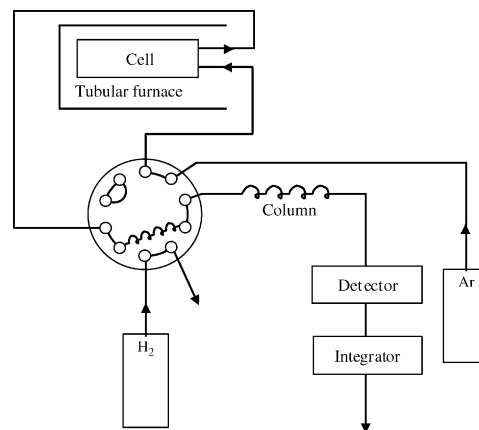 Cell
Tubular furnace
Column
Detector
Ar
H₂
Integrator